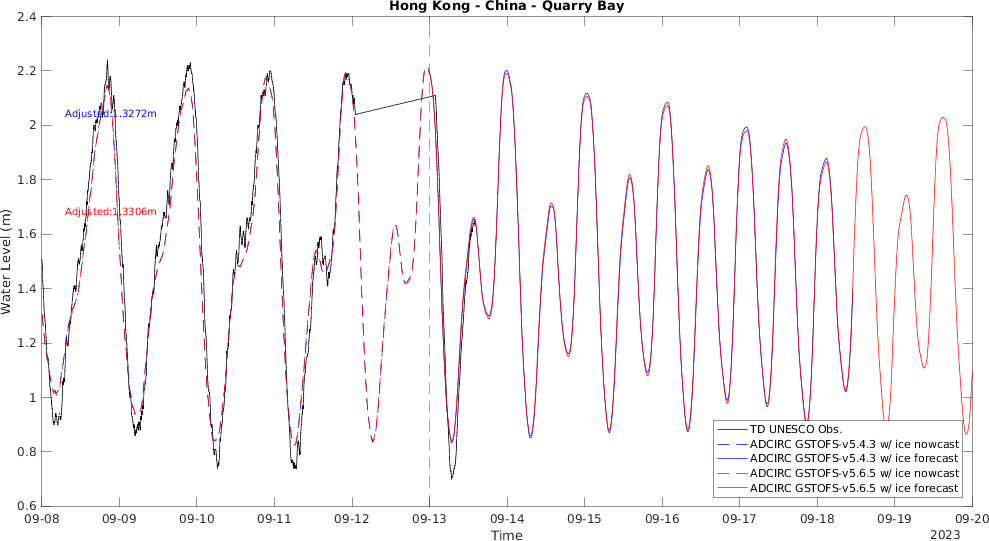 Hong Kong - China - Quarry Bay
2.4
2.2
2
1.8
1.6
1.4
1.2
1
0.8
0.6
Water Level (m)
Adjusted:1.3272m
Adjusted:1.3306m
TD UNESCO Obs.
ADCIRC GSTOFS-v5.4.3 w/ ice nowcast
ADCIRC GSTOFS-v5.4.3 w/ ice forecast
ADCIRC GSTOFS-v5.6.5 w/ ice nowcast
ADCIRC GSTOFS-v5.6.5 w/ ice forecast
09-08 09-09 09-10 09-11 09-12 09-13 09-14 09-15 09-16 09-17 09-18 09-19 09-20
Time
2023